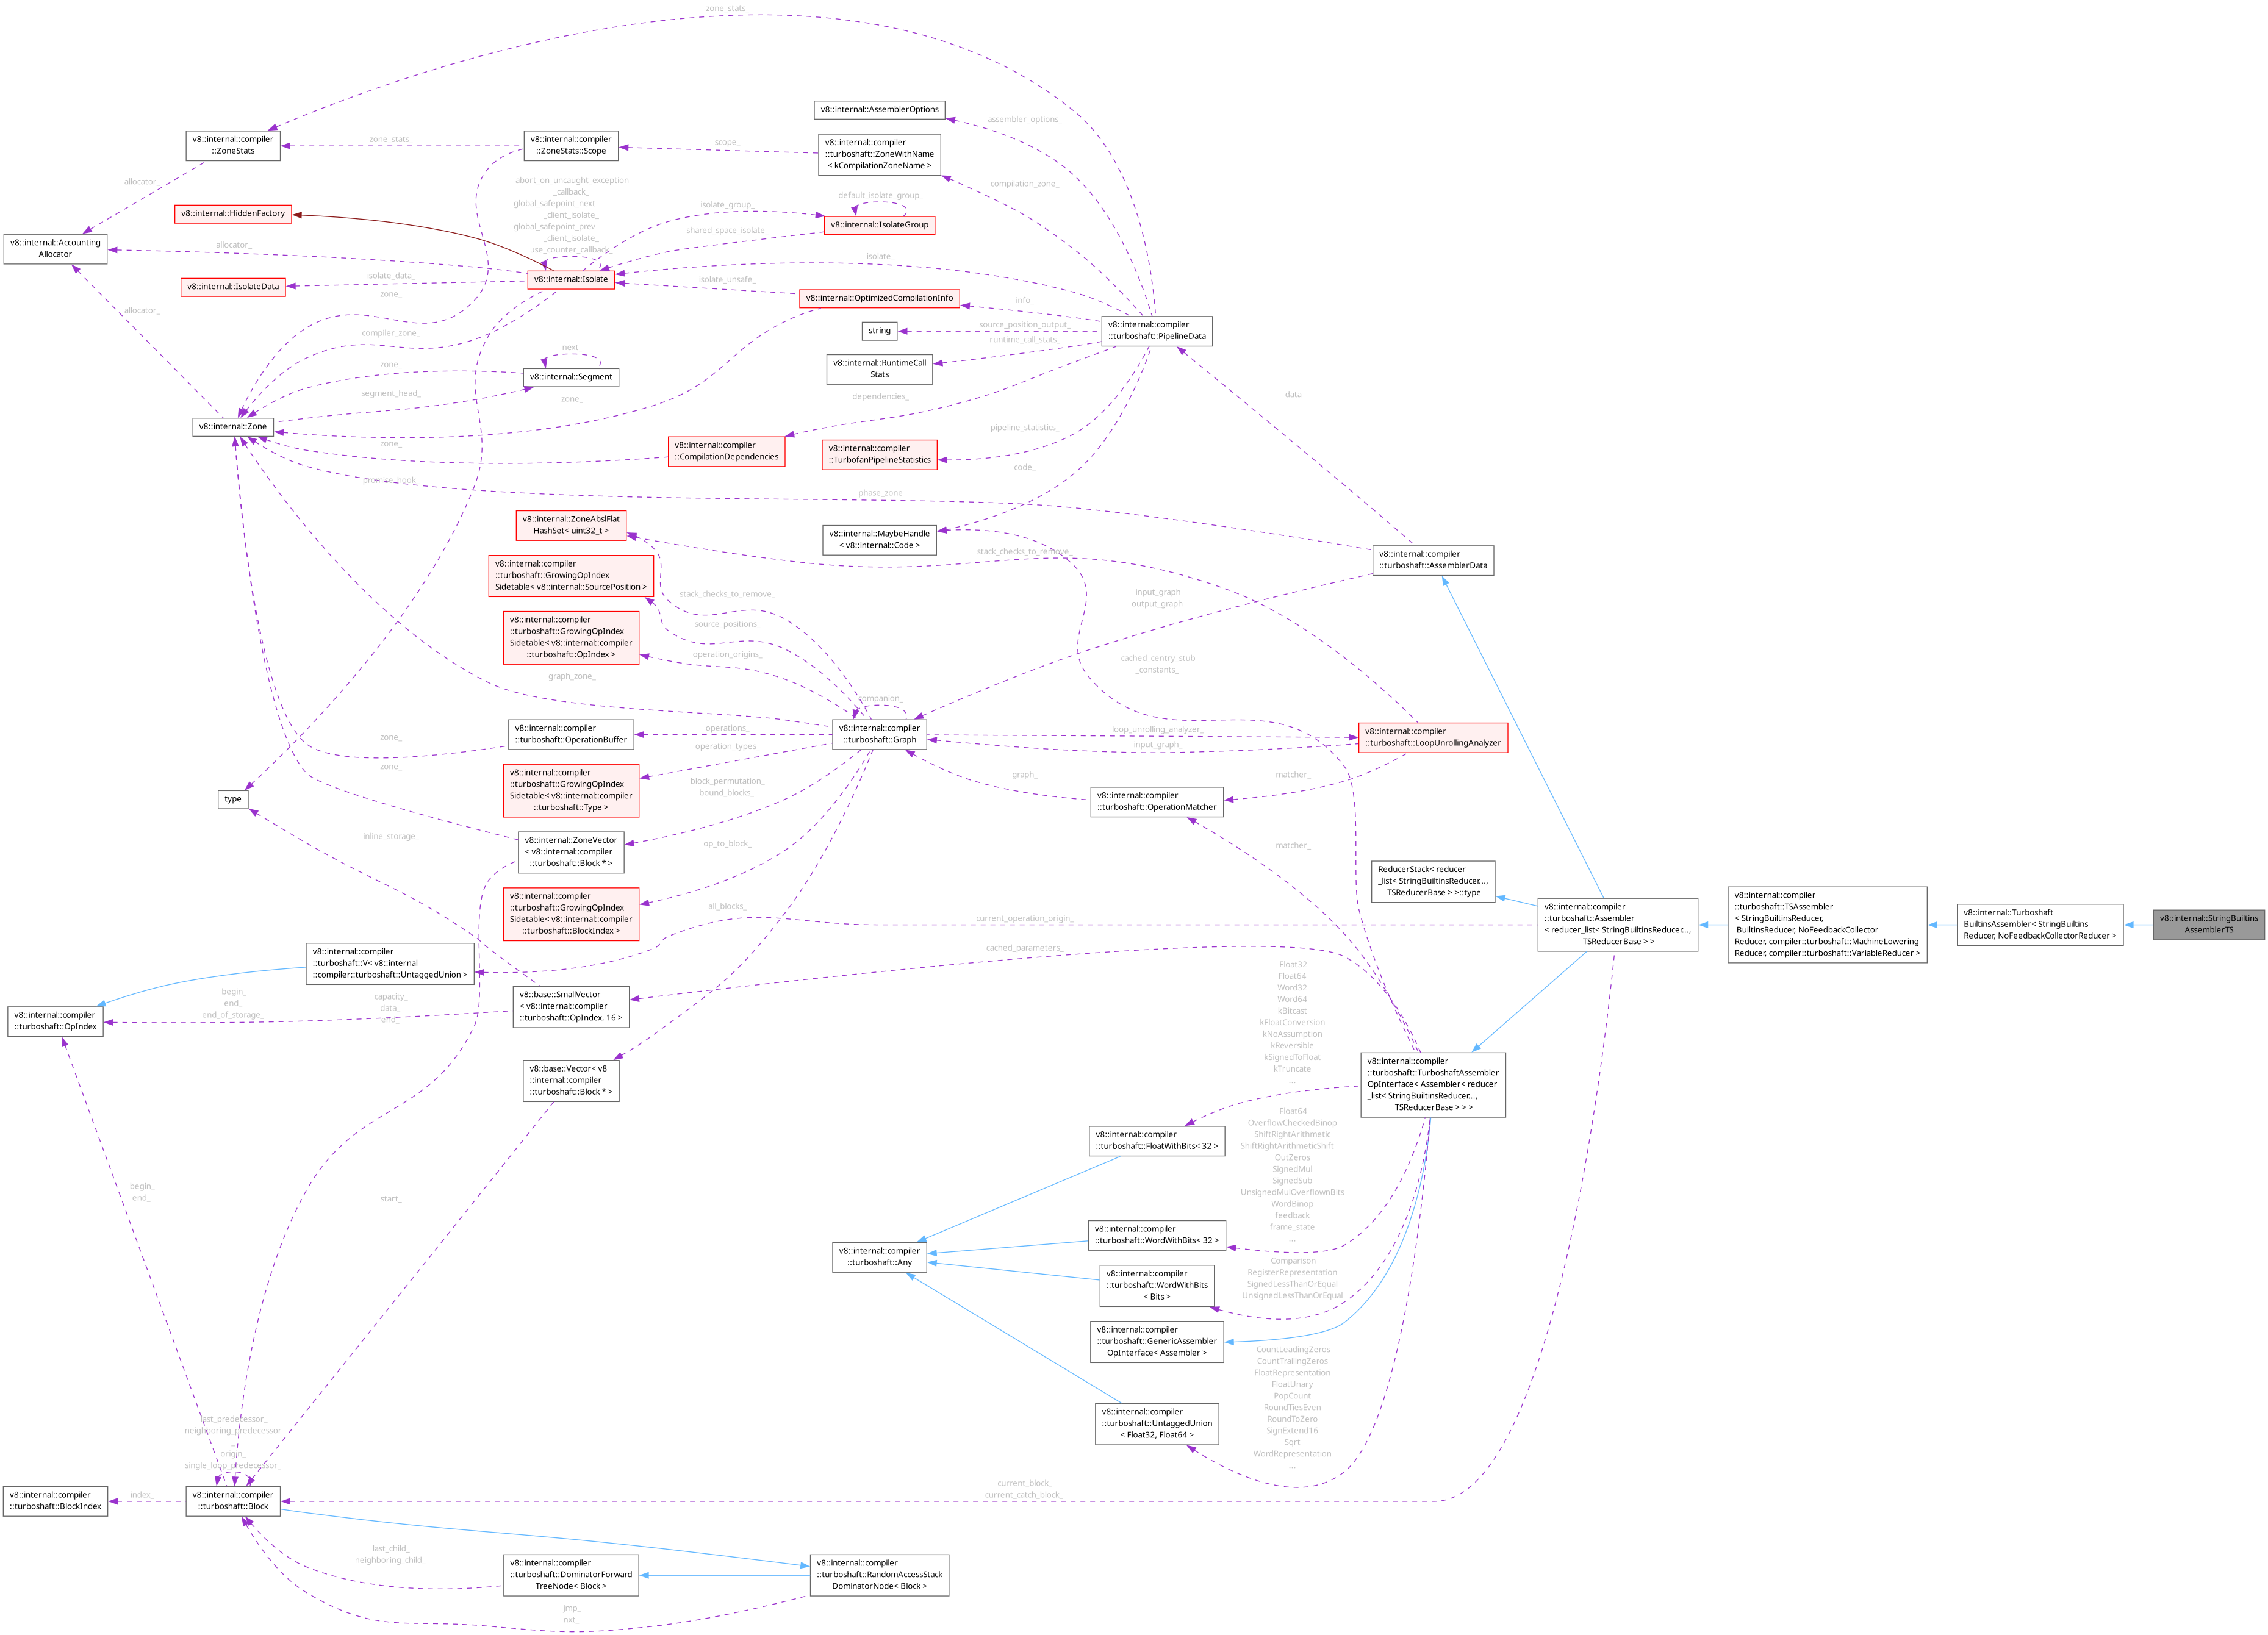 zone_stats_
v8::internal::AssemblerOptions
assembler_options_
v8::internal::compiler
::ZoneStats
zone_stats_
v8::internal::compiler
::ZoneStats::Scope
scope_
v8::internal::compiler
::turboshaft::ZoneWithName
< kCompilationZoneName >
compilation_zone_
allocator_
abort_on_uncaught_exception
_callback_
global_safepoint_next
_client_isolate_
global_safepoint_prev
_client_isolate_
use_counter_callback_
isolate_group_
default_isolate_group_
v8::internal::HiddenFactory
v8::internal::IsolateGroup
shared_space_isolate_
v8::internal::Accounting
Allocator
allocator_
isolate_
isolate_data_
v8::internal::IsolateData
v8::internal::Isolate
isolate_unsafe_
v8::internal::OptimizedCompilationInfo
info_
zone_
allocator_
string
source_position_output_
v8::internal::compiler
::turboshaft::PipelineData
compiler_zone_
runtime_call_stats_
next_
zone_
v8::internal::Segment
v8::internal::RuntimeCall
Stats
segment_head_
zone_
dependencies_
data
v8::internal::Zone
zone_
v8::internal::compiler
::CompilationDependencies
v8::internal::compiler
::TurbofanPipelineStatistics
pipeline_statistics_
code_
promise_hook_
phase_zone
v8::internal::ZoneAbslFlat
HashSet< uint32_t >
v8::internal::MaybeHandle
< v8::internal::Code >
stack_checks_to_remove_
v8::internal::compiler
::turboshaft::AssemblerData
v8::internal::compiler
::turboshaft::GrowingOpIndex
Sidetable< v8::internal::SourcePosition >
stack_checks_to_remove_
input_graph
output_graph
source_positions_
v8::internal::compiler
::turboshaft::GrowingOpIndex
Sidetable< v8::internal::compiler
::turboshaft::OpIndex >
operation_origins_
cached_centry_stub
_constants_
graph_zone_
companion_
v8::internal::compiler
::turboshaft::OperationBuffer
operations_
v8::internal::compiler
::turboshaft::Graph
loop_unrolling_analyzer_
input_graph_
v8::internal::compiler
::turboshaft::LoopUnrollingAnalyzer
zone_
operation_types_
zone_
v8::internal::compiler
::turboshaft::GrowingOpIndex
Sidetable< v8::internal::compiler
::turboshaft::Type >
block_permutation_
bound_blocks_
graph_
matcher_
type
v8::internal::compiler
::turboshaft::OperationMatcher
inline_storage_
v8::internal::ZoneVector
< v8::internal::compiler
::turboshaft::Block * >
op_to_block_
matcher_
ReducerStack< reducer
_list< StringBuiltinsReducer...,
TSReducerBase > >::type
v8::internal::compiler
::turboshaft::GrowingOpIndex
Sidetable< v8::internal::compiler
::turboshaft::BlockIndex >
all_blocks_
current_operation_origin_
v8::internal::compiler
::turboshaft::Assembler
< reducer_list< StringBuiltinsReducer...,
TSReducerBase > >
v8::internal::compiler
::turboshaft::TSAssembler
< StringBuiltinsReducer,
BuiltinsReducer, NoFeedbackCollector
Reducer, compiler::turboshaft::MachineLowering
Reducer, compiler::turboshaft::VariableReducer >
v8::internal::Turboshaft
BuiltinsAssembler< StringBuiltins
Reducer, NoFeedbackCollectorReducer >
v8::internal::StringBuiltins
AssemblerTS
v8::internal::compiler
::turboshaft::V< v8::internal
::compiler::turboshaft::UntaggedUnion >
cached_parameters_
v8::internal::compiler
::turboshaft::OpIndex
begin_
end_
end_of_storage_
capacity_
data_
end_
v8::base::SmallVector
< v8::internal::compiler
::turboshaft::OpIndex, 16 >
Float32
Float64
Word32
Word64
kBitcast
kFloatConversion
kNoAssumption
kReversible
kSignedToFloat
kTruncate
...
v8::base::Vector< v8
::internal::compiler
::turboshaft::Block * >
v8::internal::compiler
::turboshaft::TurboshaftAssembler
OpInterface< Assembler< reducer
_list< StringBuiltinsReducer...,
TSReducerBase > > >
v8::internal::compiler
::turboshaft::FloatWithBits< 32 >
Float64
OverflowCheckedBinop
ShiftRightArithmetic
ShiftRightArithmeticShift
OutZeros
SignedMul
SignedSub
UnsignedMulOverflownBits
WordBinop
feedback
frame_state
...
begin_
end_
start_
v8::internal::compiler
::turboshaft::WordWithBits< 32 >
v8::internal::compiler
::turboshaft::Any
v8::internal::compiler
::turboshaft::WordWithBits
< Bits >
Comparison
RegisterRepresentation
SignedLessThanOrEqual
UnsignedLessThanOrEqual
v8::internal::compiler
::turboshaft::GenericAssembler
OpInterface< Assembler >
CountLeadingZeros
CountTrailingZeros
FloatRepresentation
FloatUnary
PopCount
RoundTiesEven
RoundToZero
SignExtend16
Sqrt
WordRepresentation
...
v8::internal::compiler
::turboshaft::UntaggedUnion
< Float32, Float64 >
last_predecessor_
neighboring_predecessor
_
origin_
single_loop_predecessor_
v8::internal::compiler
::turboshaft::BlockIndex
index_
v8::internal::compiler
::turboshaft::Block
current_block_
current_catch_block_
last_child_
neighboring_child_
v8::internal::compiler
::turboshaft::DominatorForward
TreeNode< Block >
v8::internal::compiler
::turboshaft::RandomAccessStack
DominatorNode< Block >
jmp_
nxt_